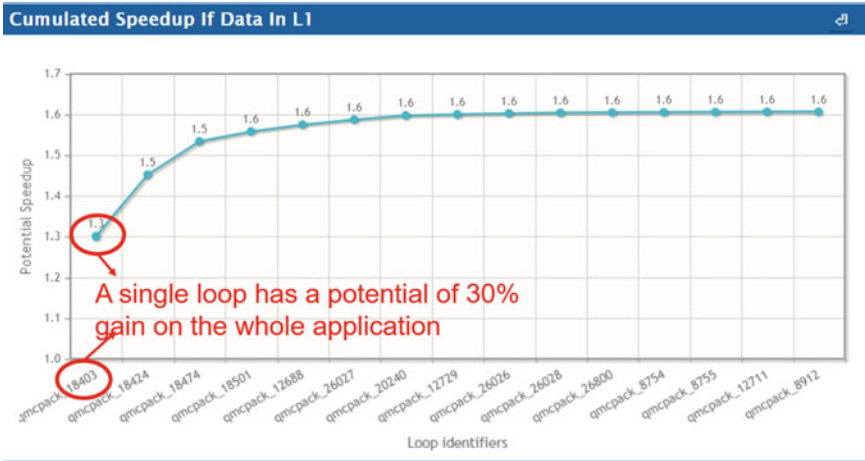 Cumulated Speedup If Data In L1
1.7
1.6
1.5
1.4
1.3
1.2
1.1
1.0
Potential Speedup
1.3
1.5
1.5
1.6
1.6
1.6
1.6
1.6
1.6
1.6
1.6
1.6
1.6
1.6
1.6
A single loop has a potential of 30%
gain on the whole application
qmcpack_18403
qmcpack_18424
qmcpack_18474
qmcpack_18501
qmcpack_12688
qmcpack_26027
qmcpack_20240
qmcpack_12729
qmcpack_26026
qmcpack_26028
qmcpack_26800
qmcpack_8754
qmcpack_8755
qmcpack_12711
qmcpack_8912
Loop identifiers